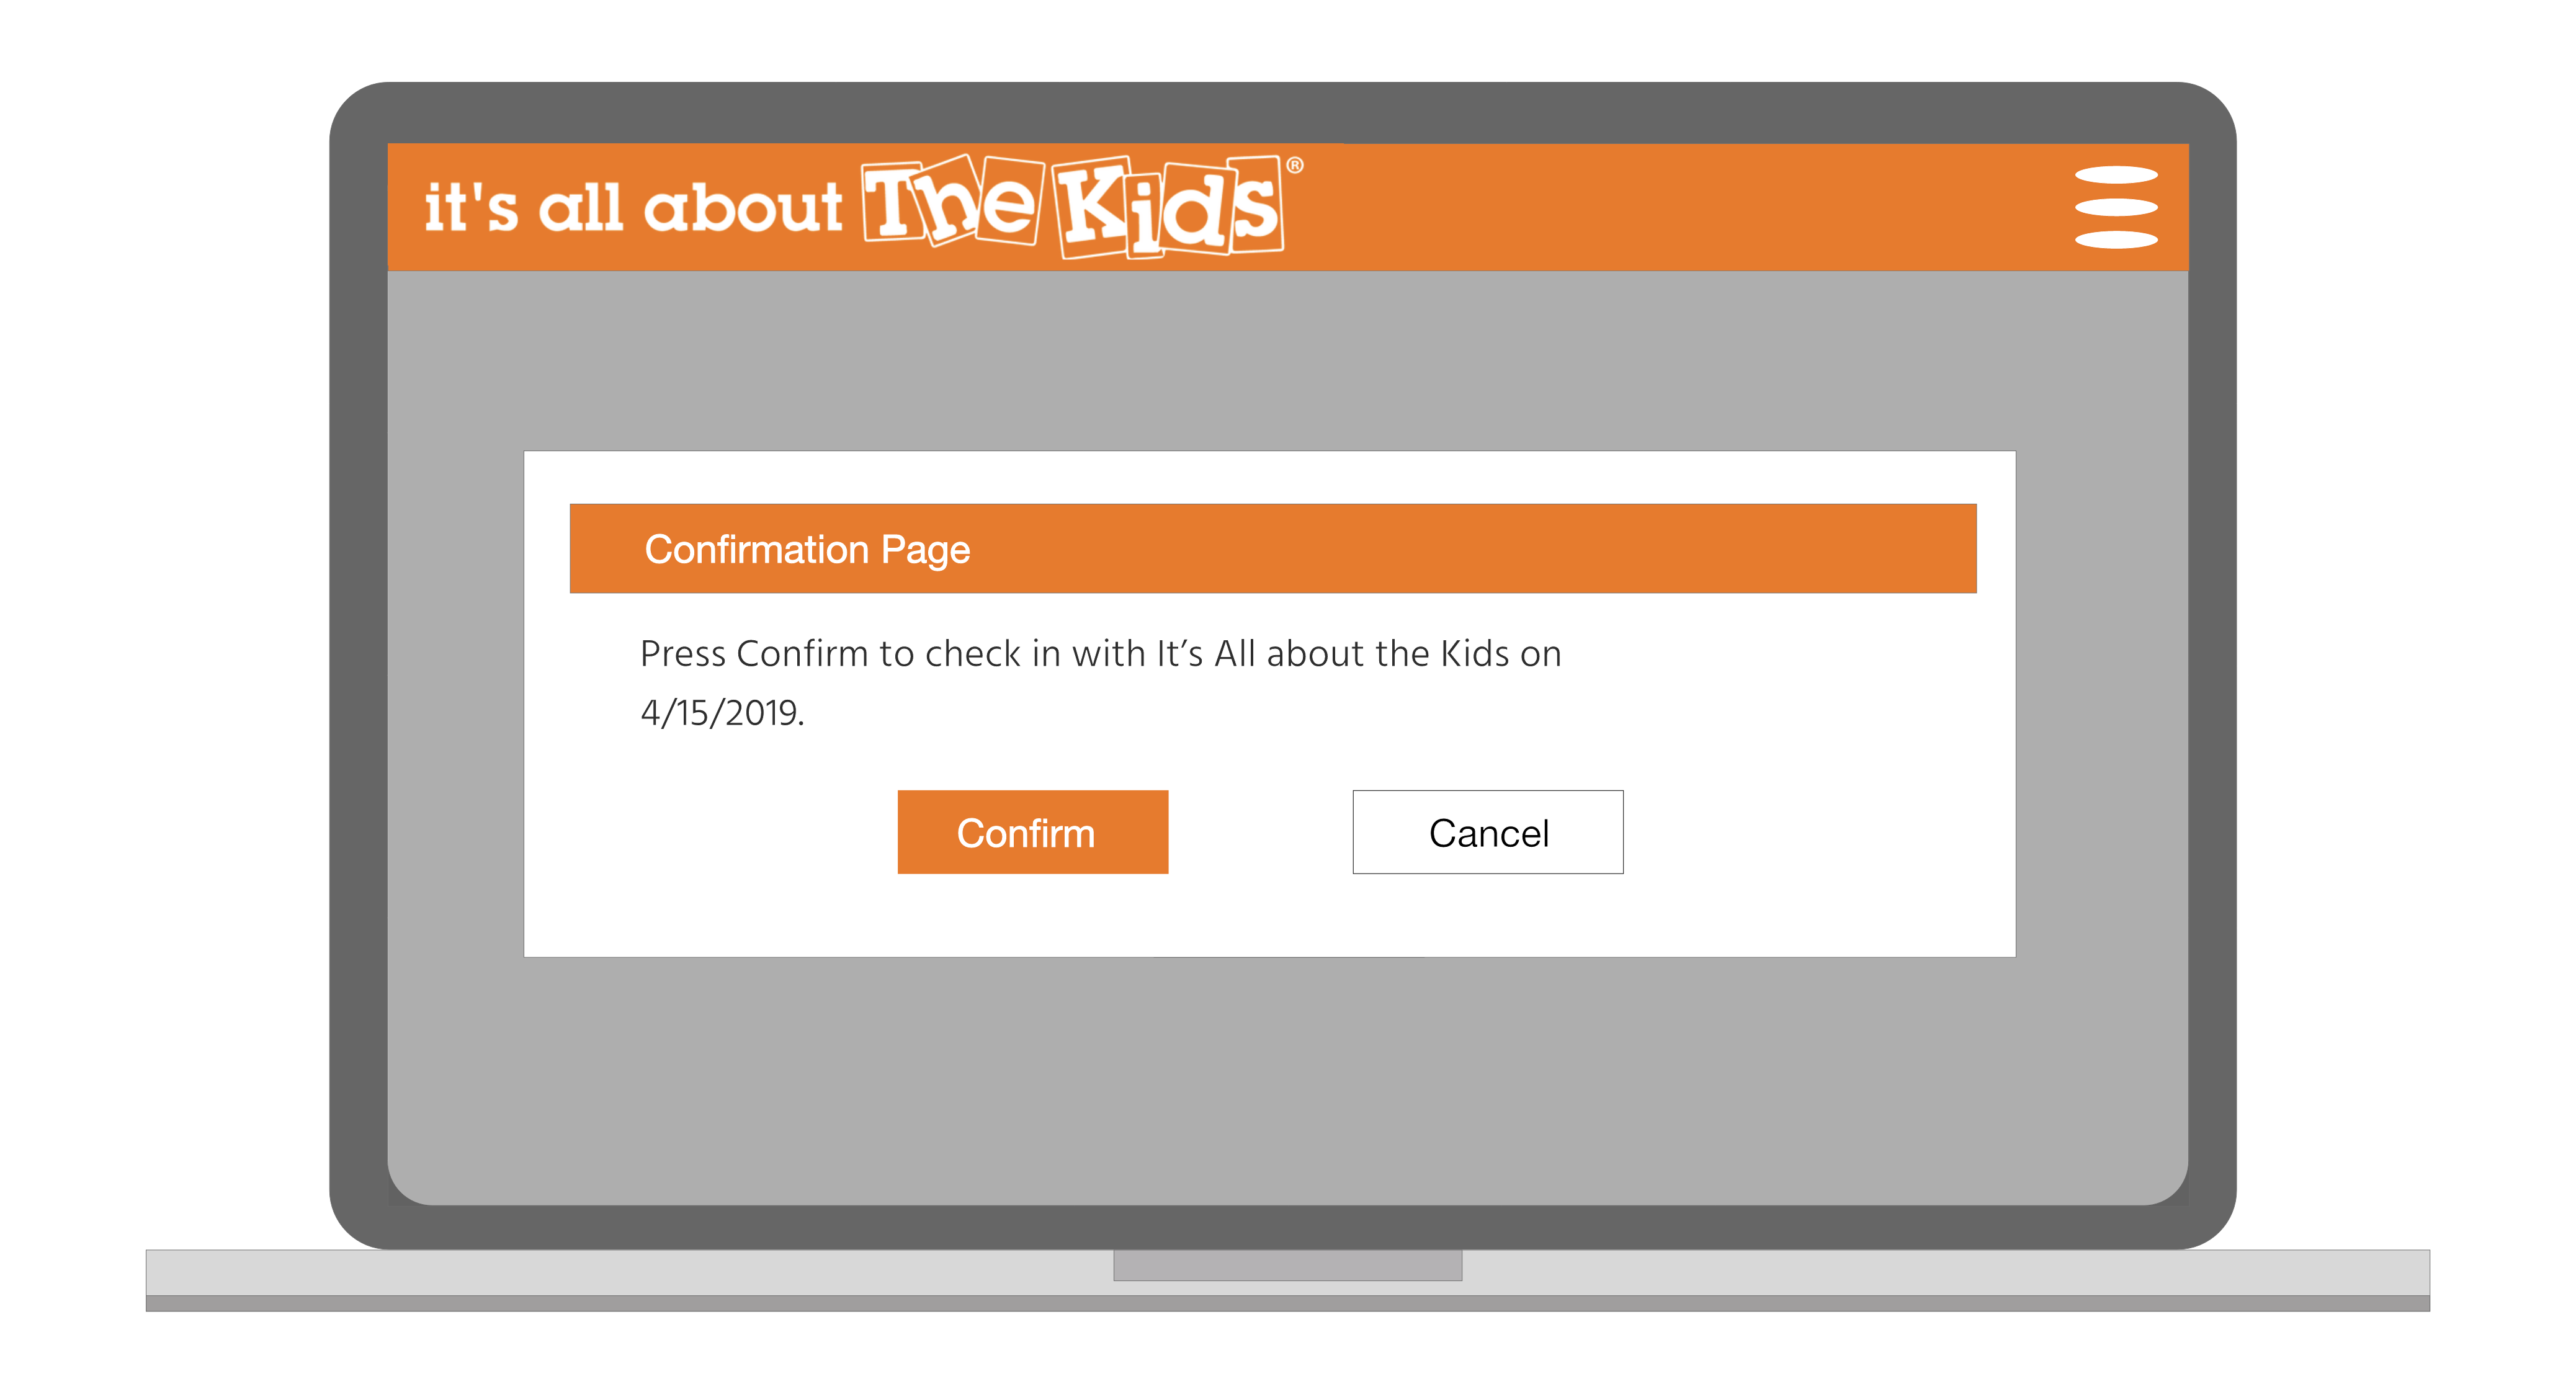 it's all about The Kids®
Confirmation Page
Press Confirm to check in with It’s All about the Kids on
4/15/2019.
Confirm Cancel